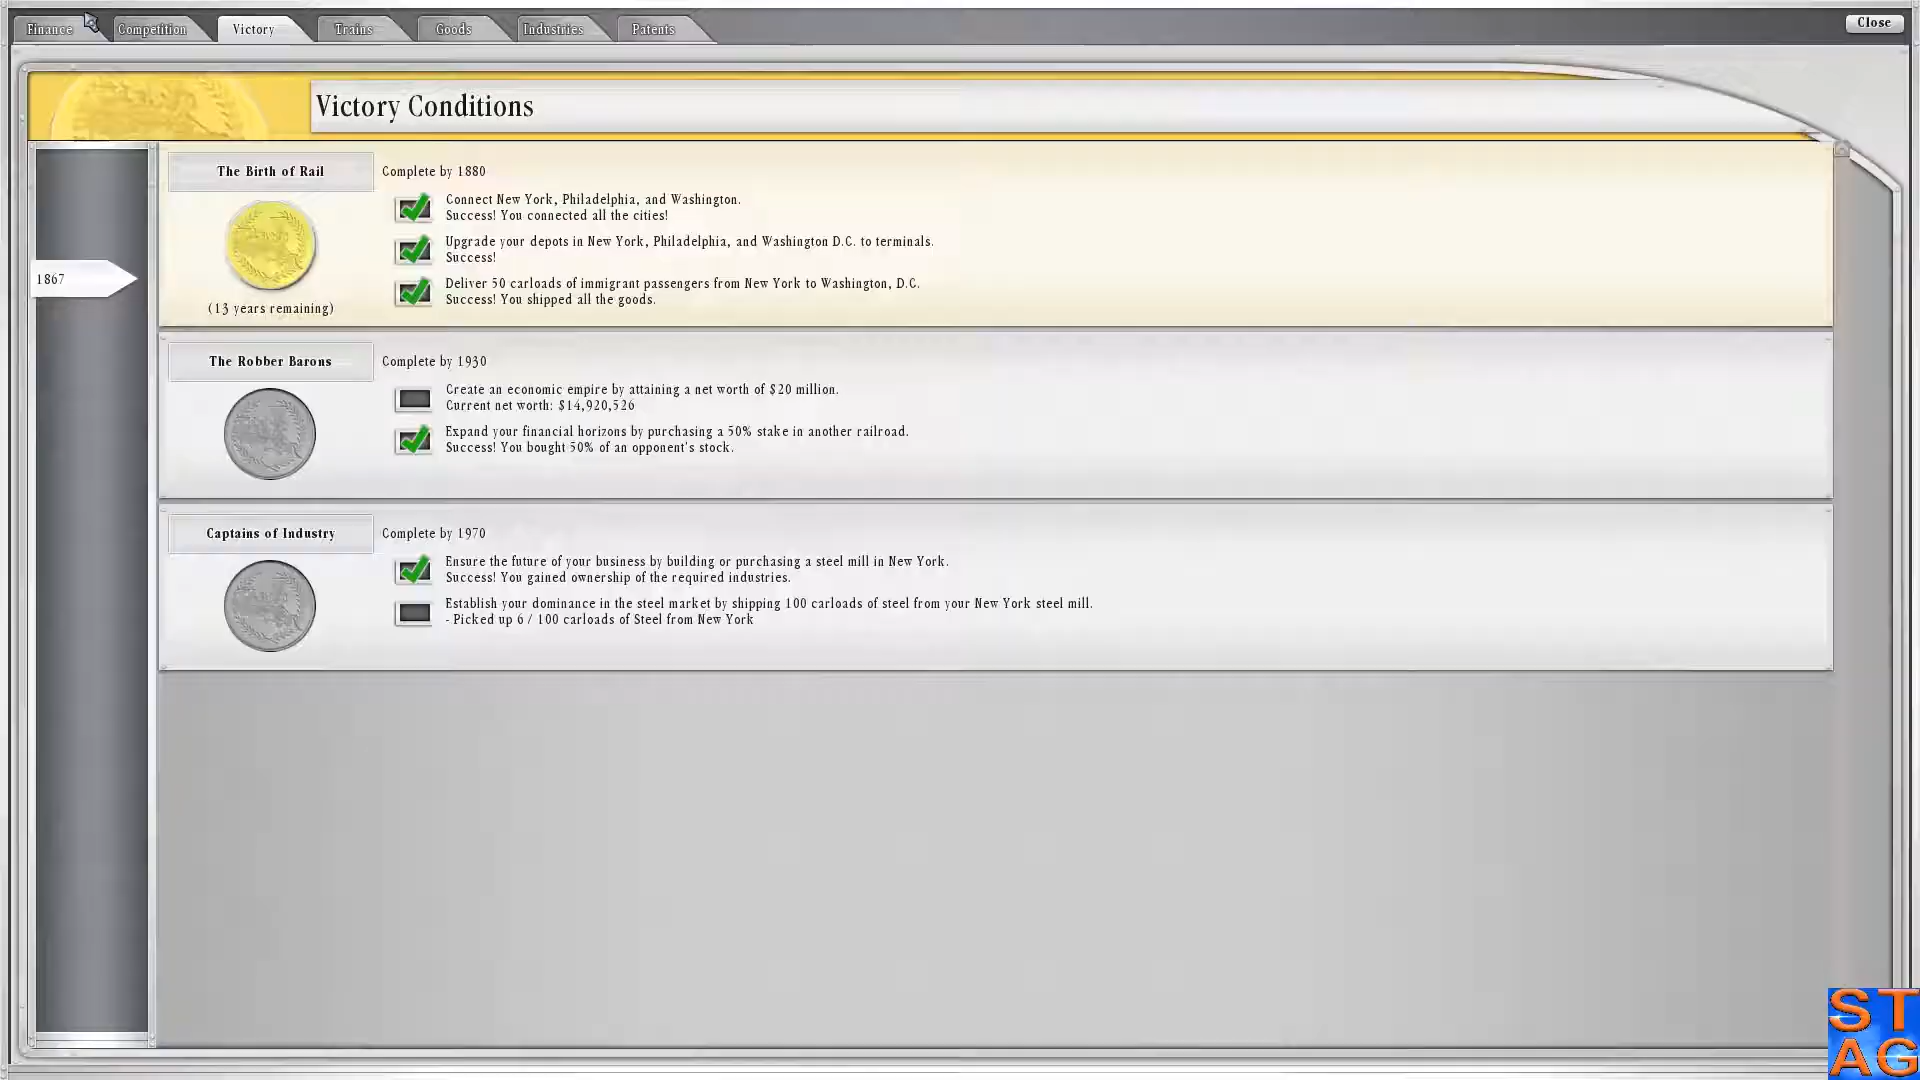 Finance
Competition
Victory
Trains
Goods
Industries
Patents
Close
Victory Conditions
1867
The Birth of Rail
Complete by 1880
Connect New York, Philadelphia, and Washington.
Success! You connected all the cities!
Upgrade your depots in New York, Philadelphia, and Washington D.C. to terminals.
Success!
Deliver 50 carloads of immigrant passengers from New York to Washington, D.C.
Success! You shipped all the goods.
(13 years remaining)
The Robber Barons
Complete by 1930
Create an economic empire by attaining a net worth of $20 million.
Current net worth: $14,920,526
Expand your financial horizons by purchasing a 50% stake in another railroad.
Success! You bought 50% of an opponent's stock.
Captains of Industry
Complete by 1970
Ensure the future of your business by building or purchasing a steel mill in New York.
Success! You gained ownership of the required industries.
Establish your dominance in the steel market by shipping 100 carloads of steel from your New York steel mill.
- Picked up 6 / 100 carloads of Steel from New York
ST
AG